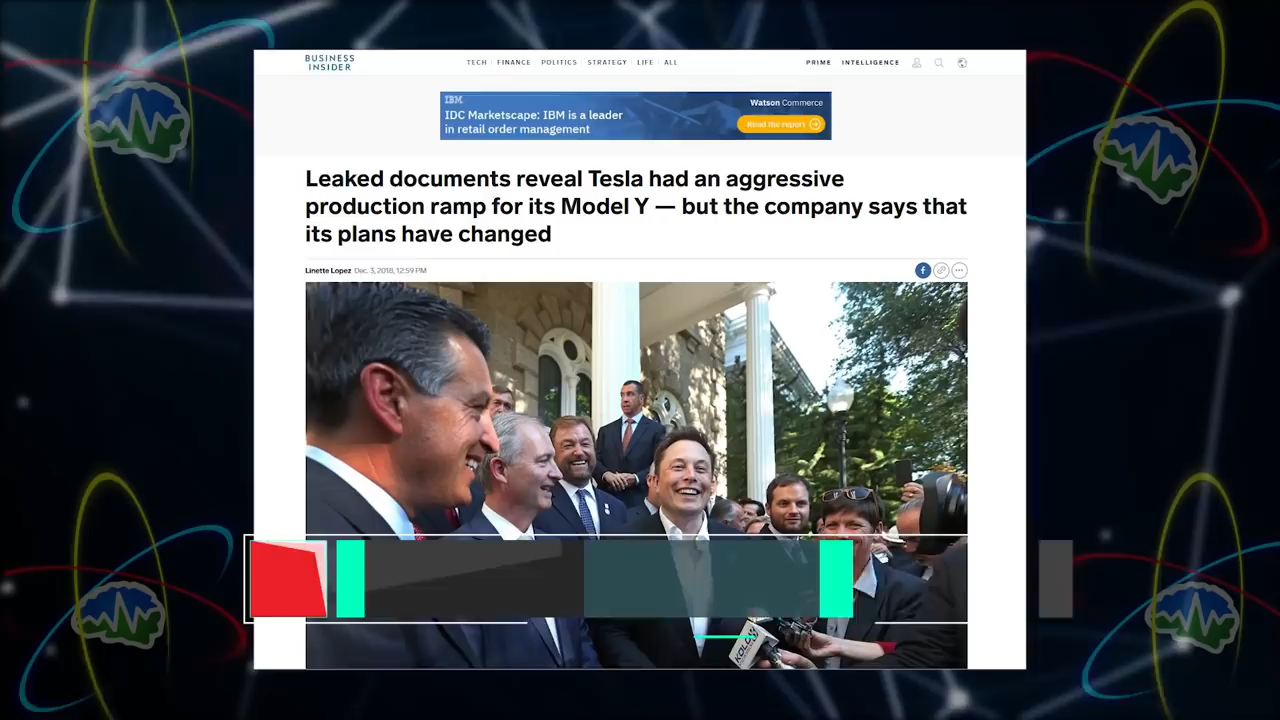 BUSINESS
INSIDER
TECH FINANCE POLITICS STRATEGY LIFE ALL
PRIME INTELLIGENCE
IBM
IDC Marketscape: IBM is a leader
in retail order management
Watson Commerce
Read the report
Leaked documents reveal Tesla had an aggressive
production ramp for its Model Y — but the company says that
its plans have changed
Linette Lopez Dec. 3, 2018, 12:59 PM
f
KOLO